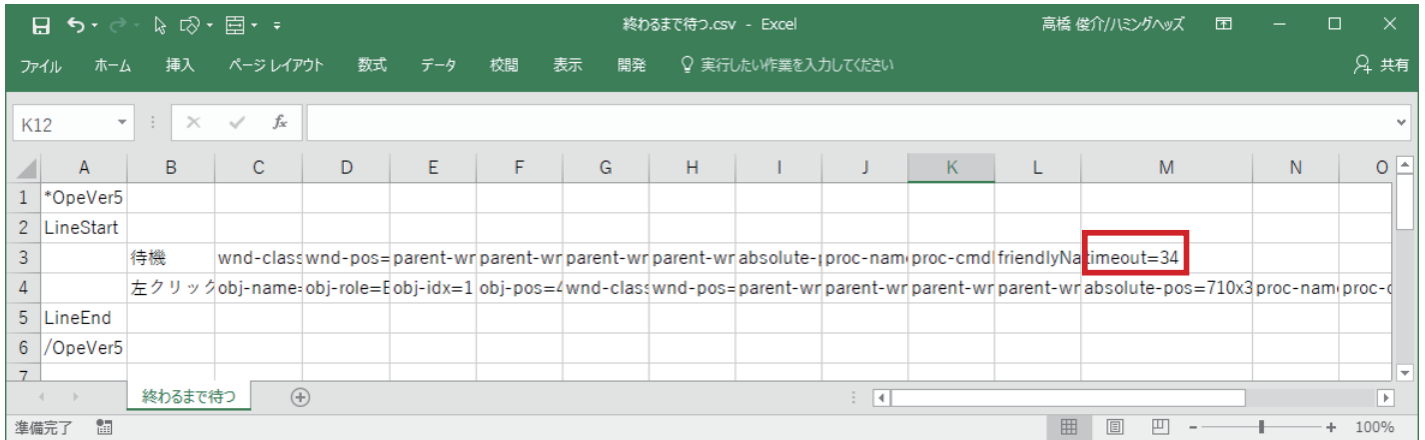 終わるまで待つ.csv - Excel 高橋 俊介/ハミングヘッズ
ファイル ホーム 挿入 ページ レイアウト 数式 データ 校閲 表示 開発 実行したい作業を入力してください 共有
K12 fx
A B C D E F G H I J K L M N O
1 *OpeVer5
2 LineStart
3 待機 wnd-class wnd-pos= parent-wr parent-wr parent-wr parent-wr absolute-p proc-name proc-cmdl friendlyNa timeout=34
4 左クリック obj-name= obj-role=E obj-idx=1 obj-pos=4 wnd-class wnd-pos= parent-wr parent-wr parent-wr parent-wr absolute-pos=710x3 proc-name proc-c
5 LineEnd
6 /OpeVer5
7
終わるまで待つ
準備完了 100%